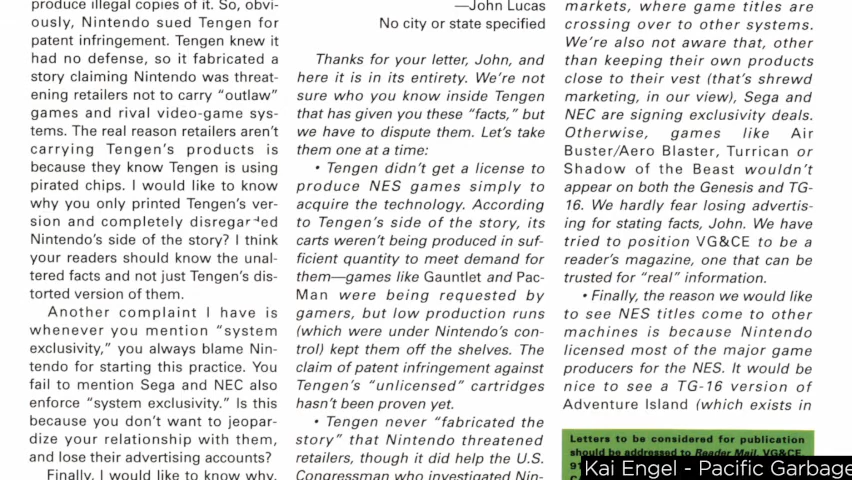 produce illegal copies of it. So, obvi-
ously, Nintendo sued Tengen for
patent infringement. Tengen knew it
had no defense, so it fabricated a
story claiming Nintendo was threat-
ening retailers not to carry “outlaw”
games and rival video-game sys-
tems. The real reason retailers aren’t
carrying Tengen’s products is
because they know Tengen is using
pirated chips. I would like to know
why you only printed Tengen’s ver-
sion and completely disregarded
Nintendo’s side of the story? I think
your readers should know the unal-
tered facts and not just Tengen’s dis-
torted version of them.
Another complaint I have is
whenever you mention “system
exclusivity,” you always blame Nin-
tendo for starting this practice. You
fail to mention Sega and NEC also
enforce “system exclusivity.” Is this
because you don’t want to jeopar-
dize your relationship with them,
and lose their advertising accounts?
Finally, I would like to know why,
—John Lucas
No city or state specified
Thanks for your letter, John, and
here it is in its entirety. We’re not
sure who you know inside Tengen
that has given you these “facts,” but
we have to dispute them. Let’s take
them one at a time:
• Tengen didn’t get a license to
produce NES games simply to
acquire the technology. According
to Tengen’s side of the story, its
carts weren’t being produced in suf-
ficient quantity to meet demand for
them—games like Gauntlet and Pac-
Man were being requested by
gamers, but low production runs
(which were under Nintendo’s con-
trol) kept them off the shelves. The
claim of patent infringement against
Tengen’s “unlicensed” cartridges
hasn’t been proven yet.
• Tengen never “fabricated the
story” that Nintendo threatened
retailers, though it did help the U.S.
Congressman who investigated Nin-
markets, where game titles are
crossing over to other systems.
We’re also not aware that, other
than keeping their own products
close to their vest (that’s shrewd
marketing, in our view), Sega and
NEC are signing exclusivity deals.
Otherwise, games like Air
Buster/Aero Blaster, Turrican or
Shadow of the Beast wouldn’t
appear on both the Genesis and TG-
16. We hardly fear losing advertis-
ing for stating facts, John. We have
tried to position VG&CE to be a
reader’s magazine, one that can be
trusted for “real” information.
• Finally, the reason we would like
to see NES titles come to other
machines is because Nintendo
licensed most of the major game
producers for the NES. It would be
nice to see a TG-16 version of
Adventure Island (which exists in
Letters to be considered for publication
should be addressed to Reader Mail, VG&CE,
Kai Engel - Pacific Garbage